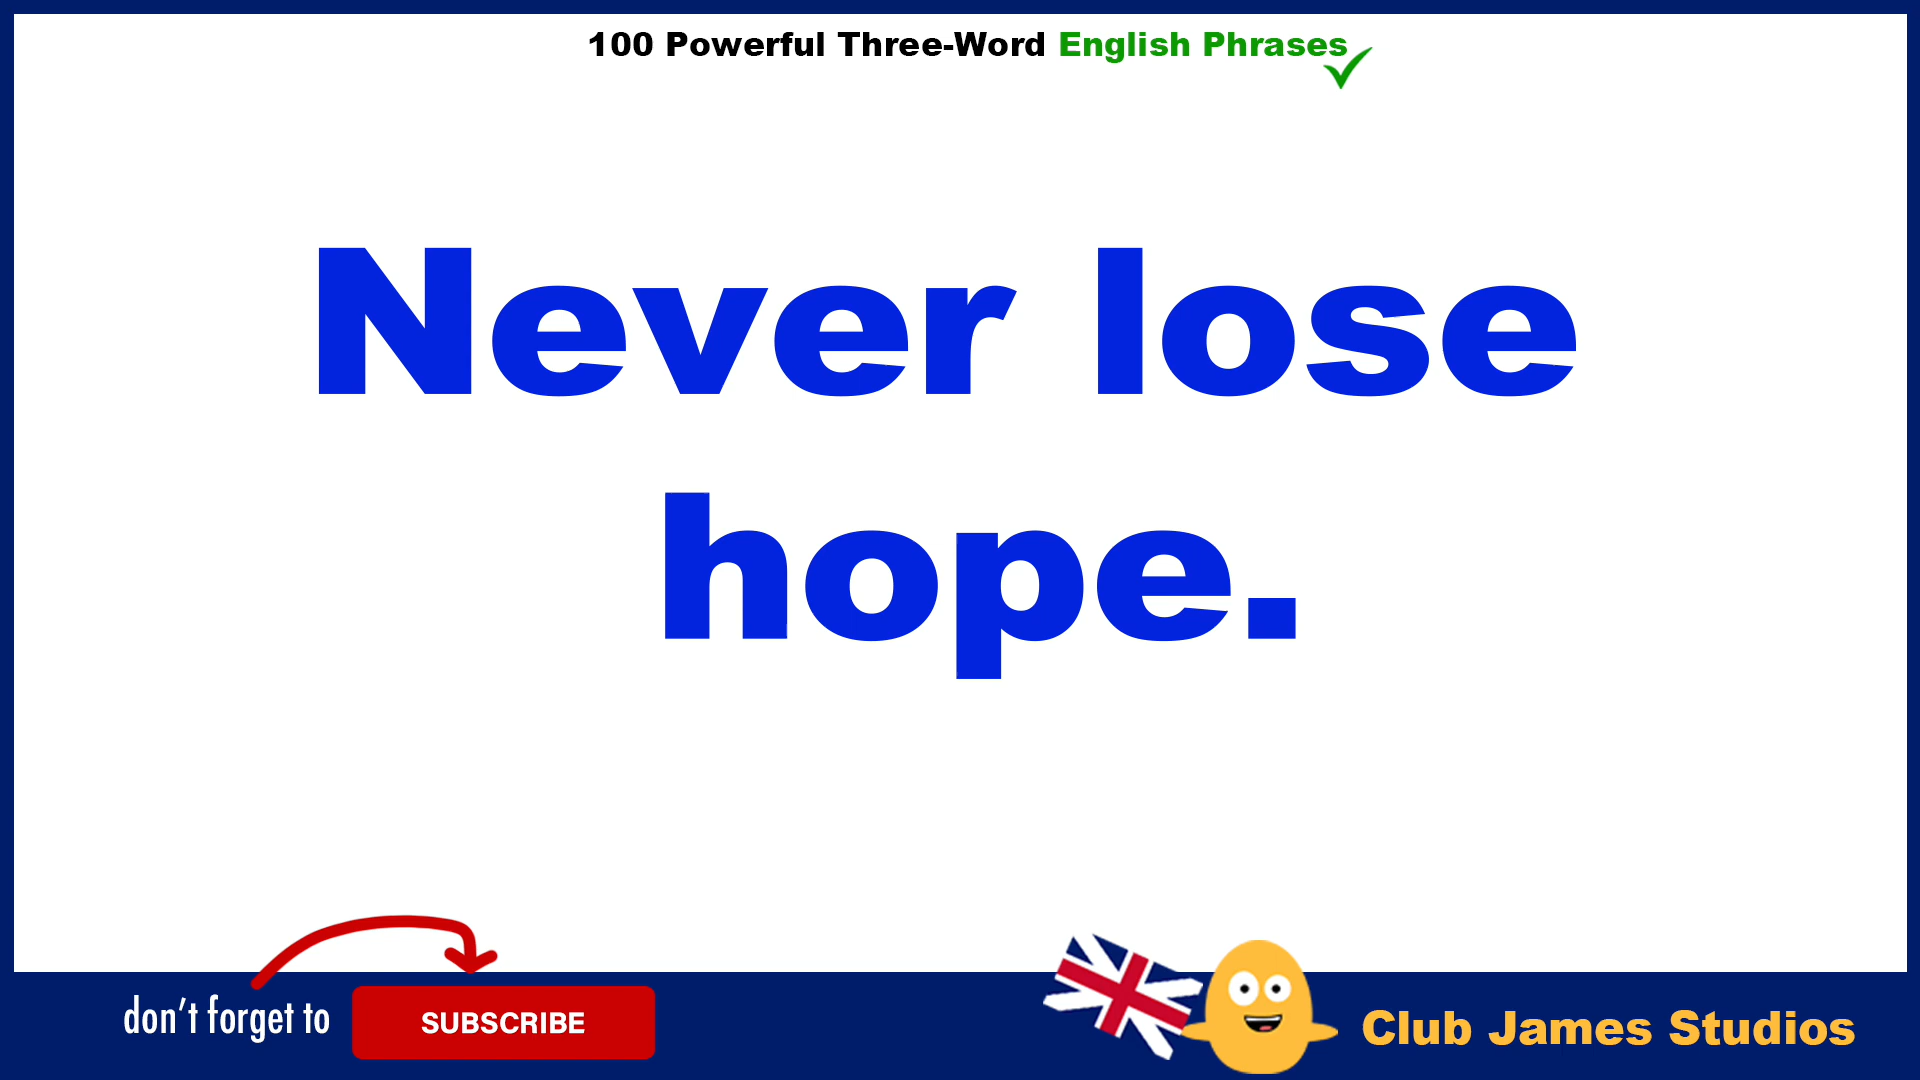 100 Powerful Three-Word English Phrases
Never lose
hope.
don't forget to
SUBSCRIBE
Club James Studios